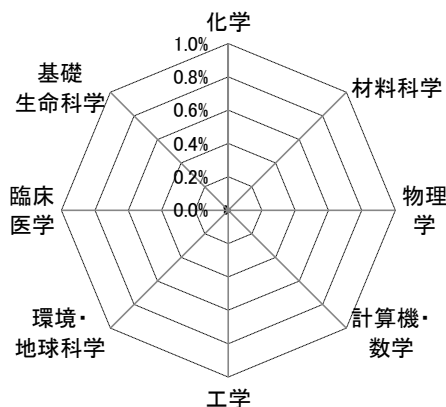 化学
1.0%
0.8%
0.6%
0.4%
0.2%
0.0%
材料科学
物理
学
計算機・
数学
工学
環境・
地球科学
臨床
医学
基礎
生命科学